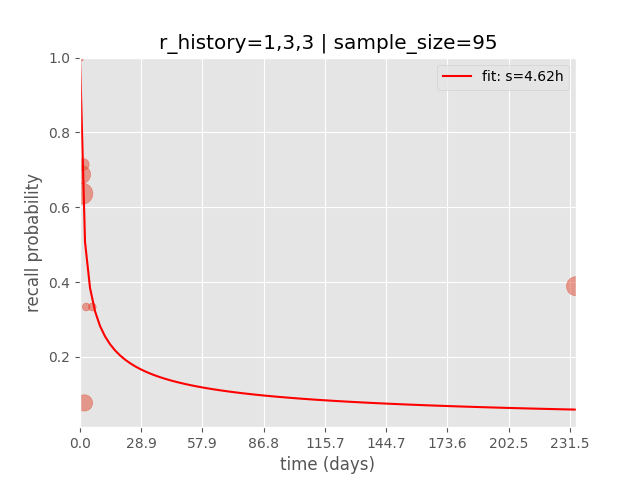 r_history=1,3,3 | sample_size=95
fit: s=4.62h
recall probability
1.0
0.8
0.6
0.4
0.2
0.0 28.9 57.9 86.8 115.7 144.7 173.6 202.5 231.5
time (days)